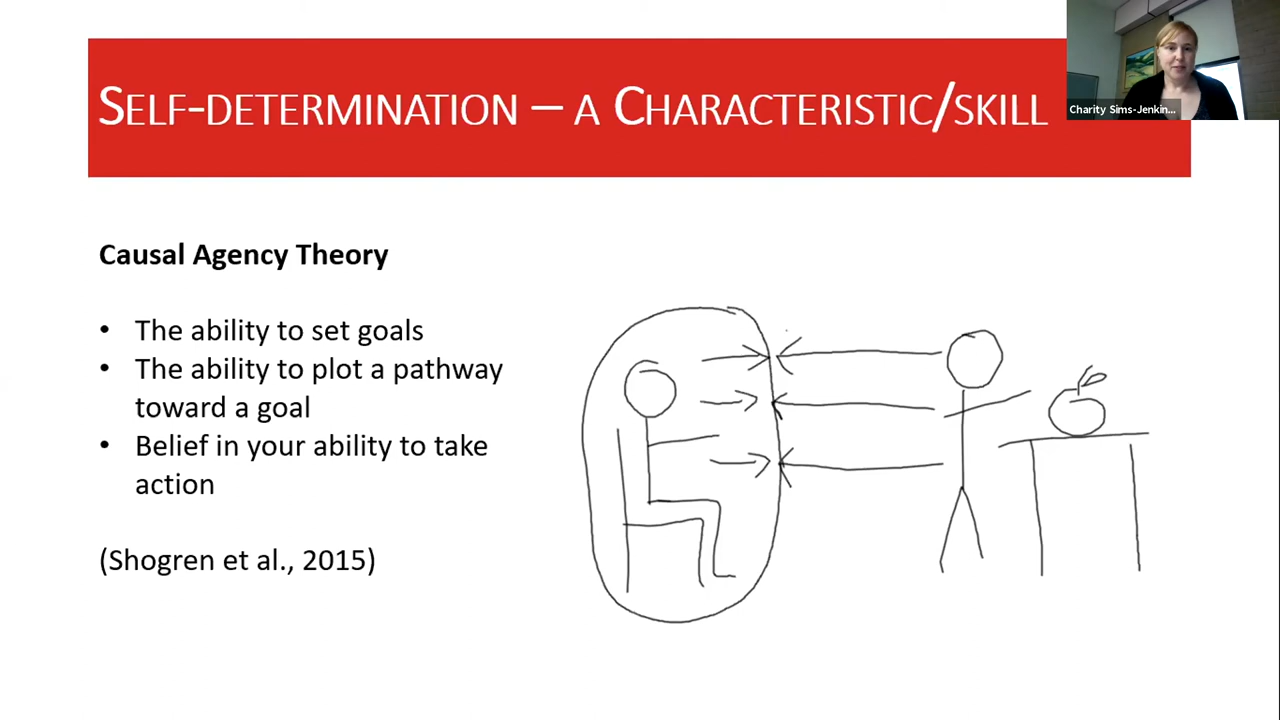 SELF-DETERMINATION – A CHARACTERISTIC/SKILL
Charity Sims-Jenkin...
Causal Agency Theory
• The ability to set goals
• The ability to plot a pathway
toward a goal
• Belief in your ability to take
action
(Shogren et al., 2015)